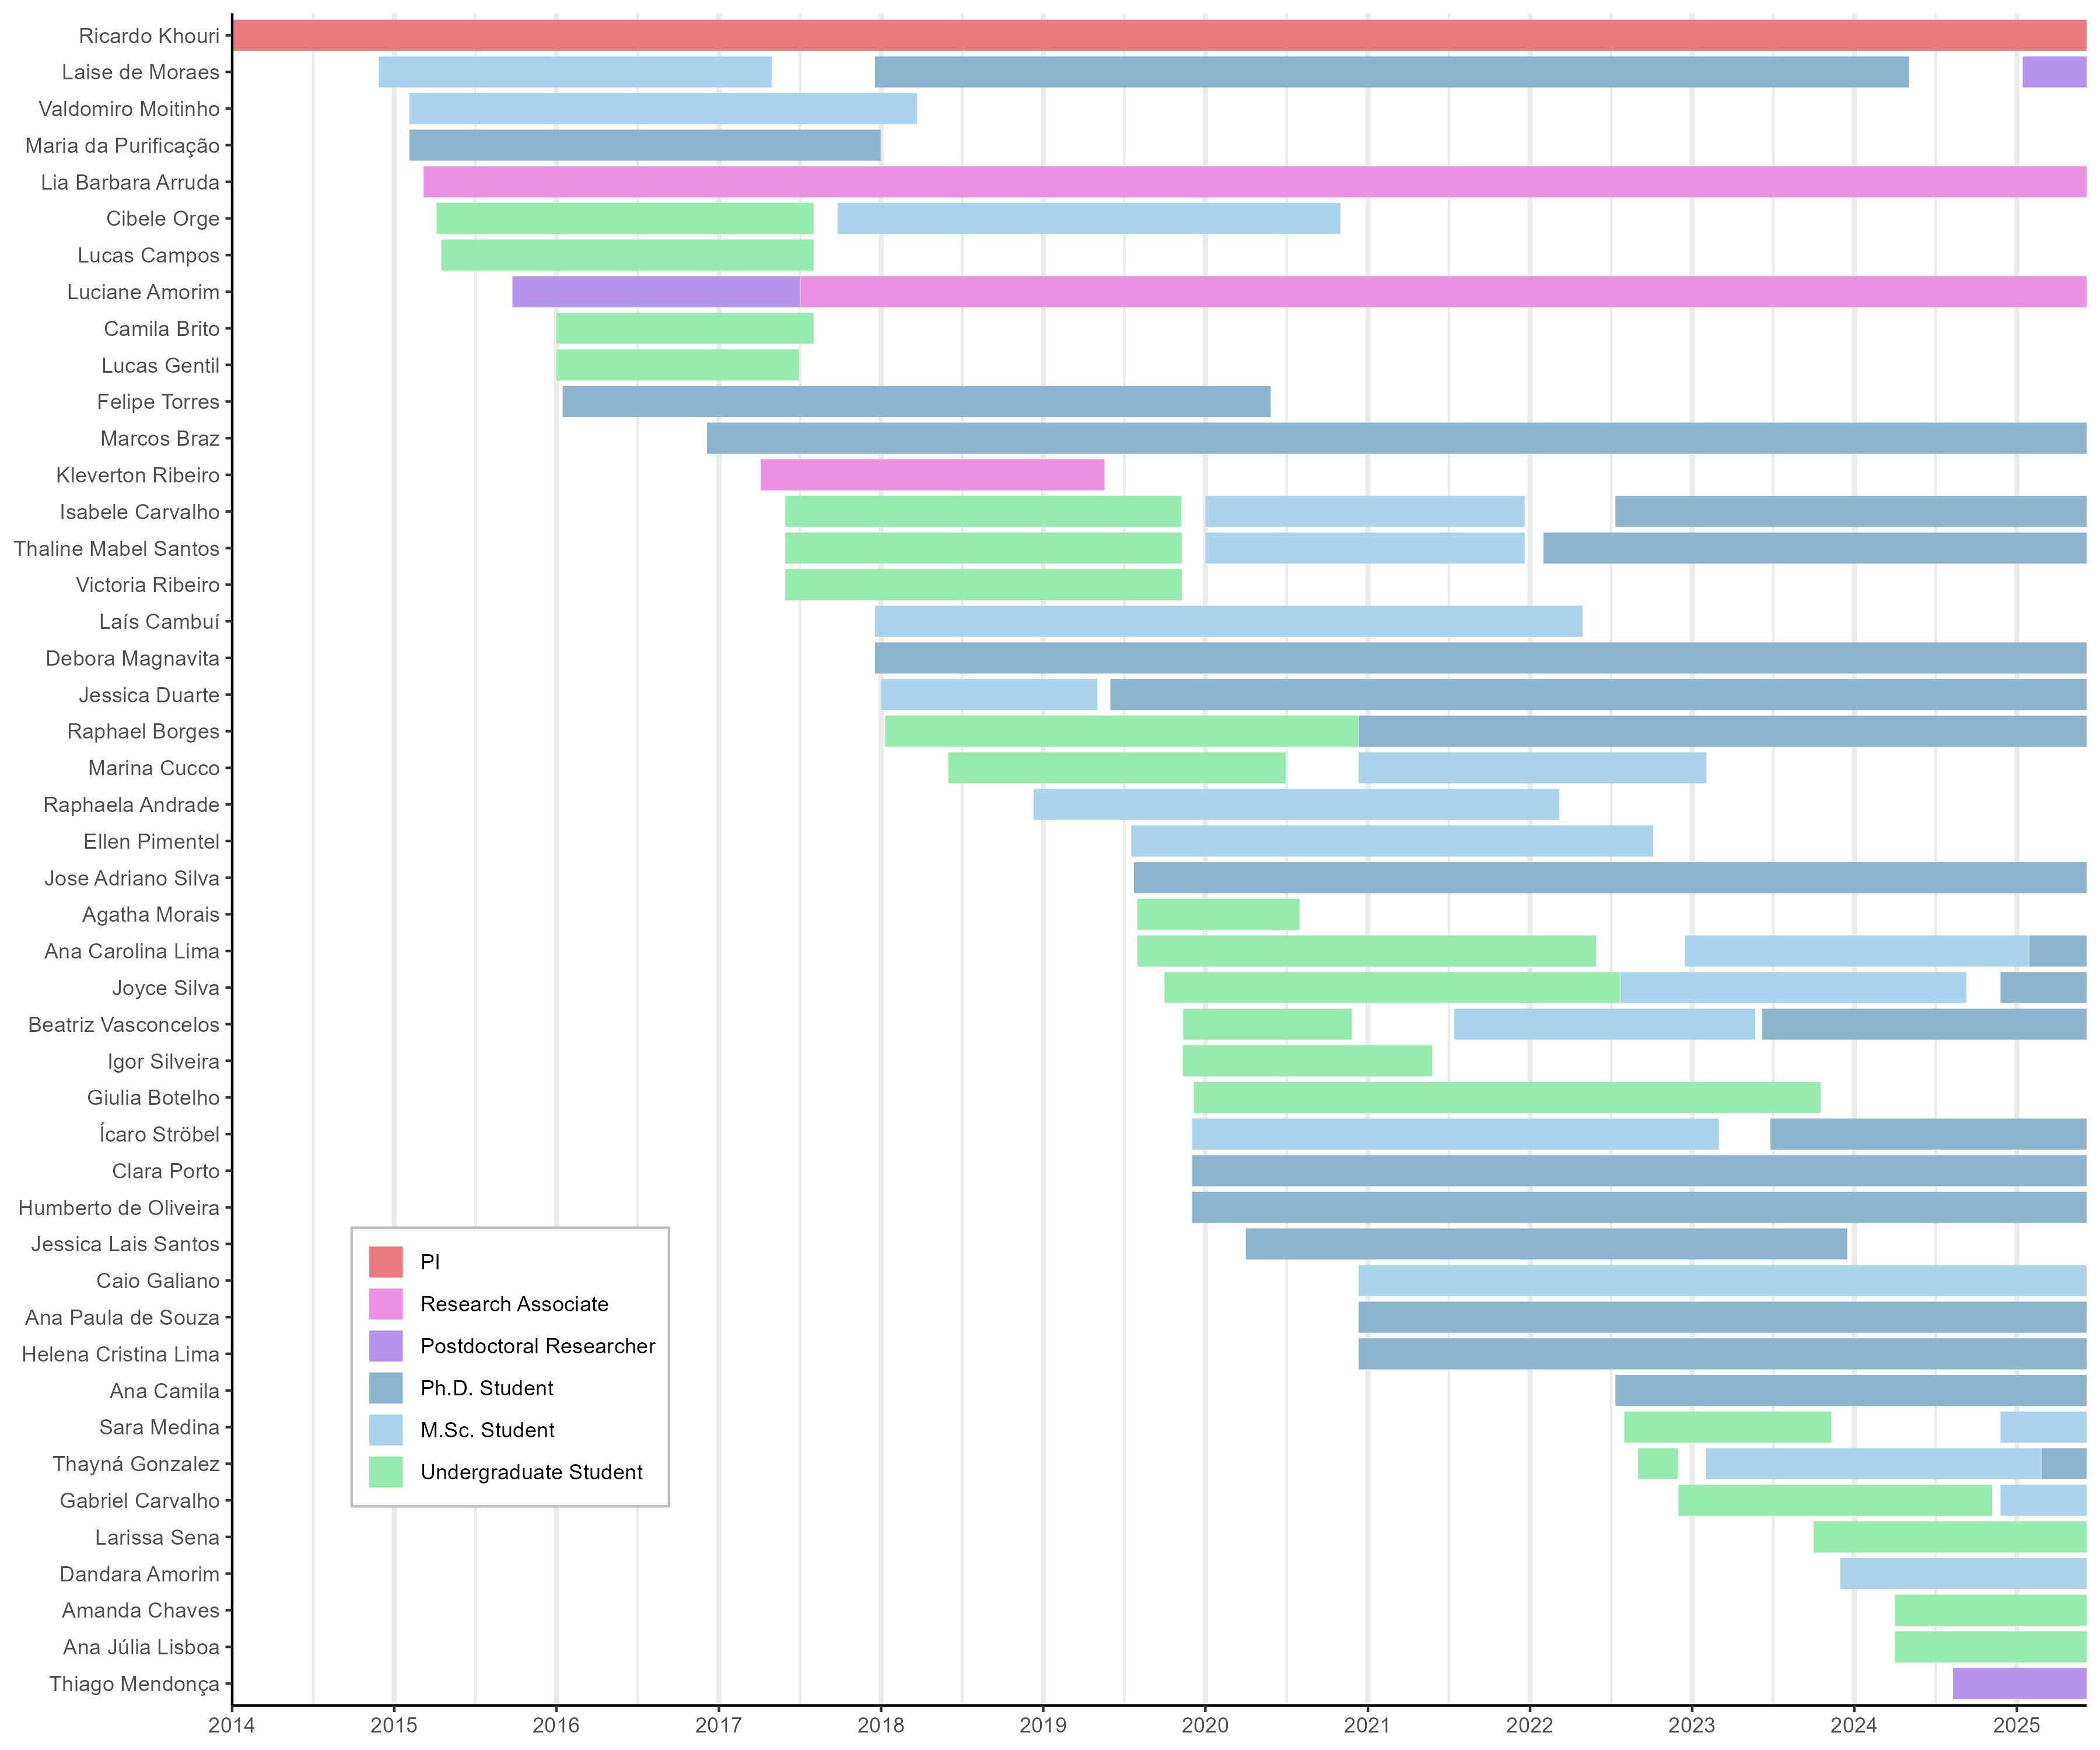 Ricardo Khouri
Laise de Moraes
Valdomiro Moitinho
Maria da Purificação
Lia Barbara Arruda
Cibele Orge
Lucas Campos
Luciane Amorim
Camila Brito
Lucas Gentil
Felipe Torres
Marcos Braz
Kleverton Ribeiro
Isabele Carvalho
Thaline Mabel Santos
Victoria Ribeiro
Laís Cambuí
Debora Magnavita
Jessica Duarte
Raphael Borges
Marina Cucco
Raphaela Andrade
Ellen Pimentel
Jose Adriano Silva
Agatha Morais
Ana Carolina Lima
Joyce Silva
Beatriz Vasconcelos
Igor Silveira
Giulia Botelho
Ícaro Ströbel
Clara Porto
Humberto de Oliveira
Jessica Lais Santos
Caio Galiano
Ana Paula de Souza
Helena Cristina Lima
Ana Camila
Sara Medina
Thayná Gonzalez
Gabriel Carvalho
Larissa Sena
Dandara Amorim
Amanda Chaves
Ana Júlia Lisboa
Thiago Mendonça
PI
Research Associate
Postdoctoral Researcher
Ph.D. Student
M.Sc. Student
Undergraduate Student
2014 2015 2016 2017 2018 2019 2020 2021 2022 2023 2024 2025